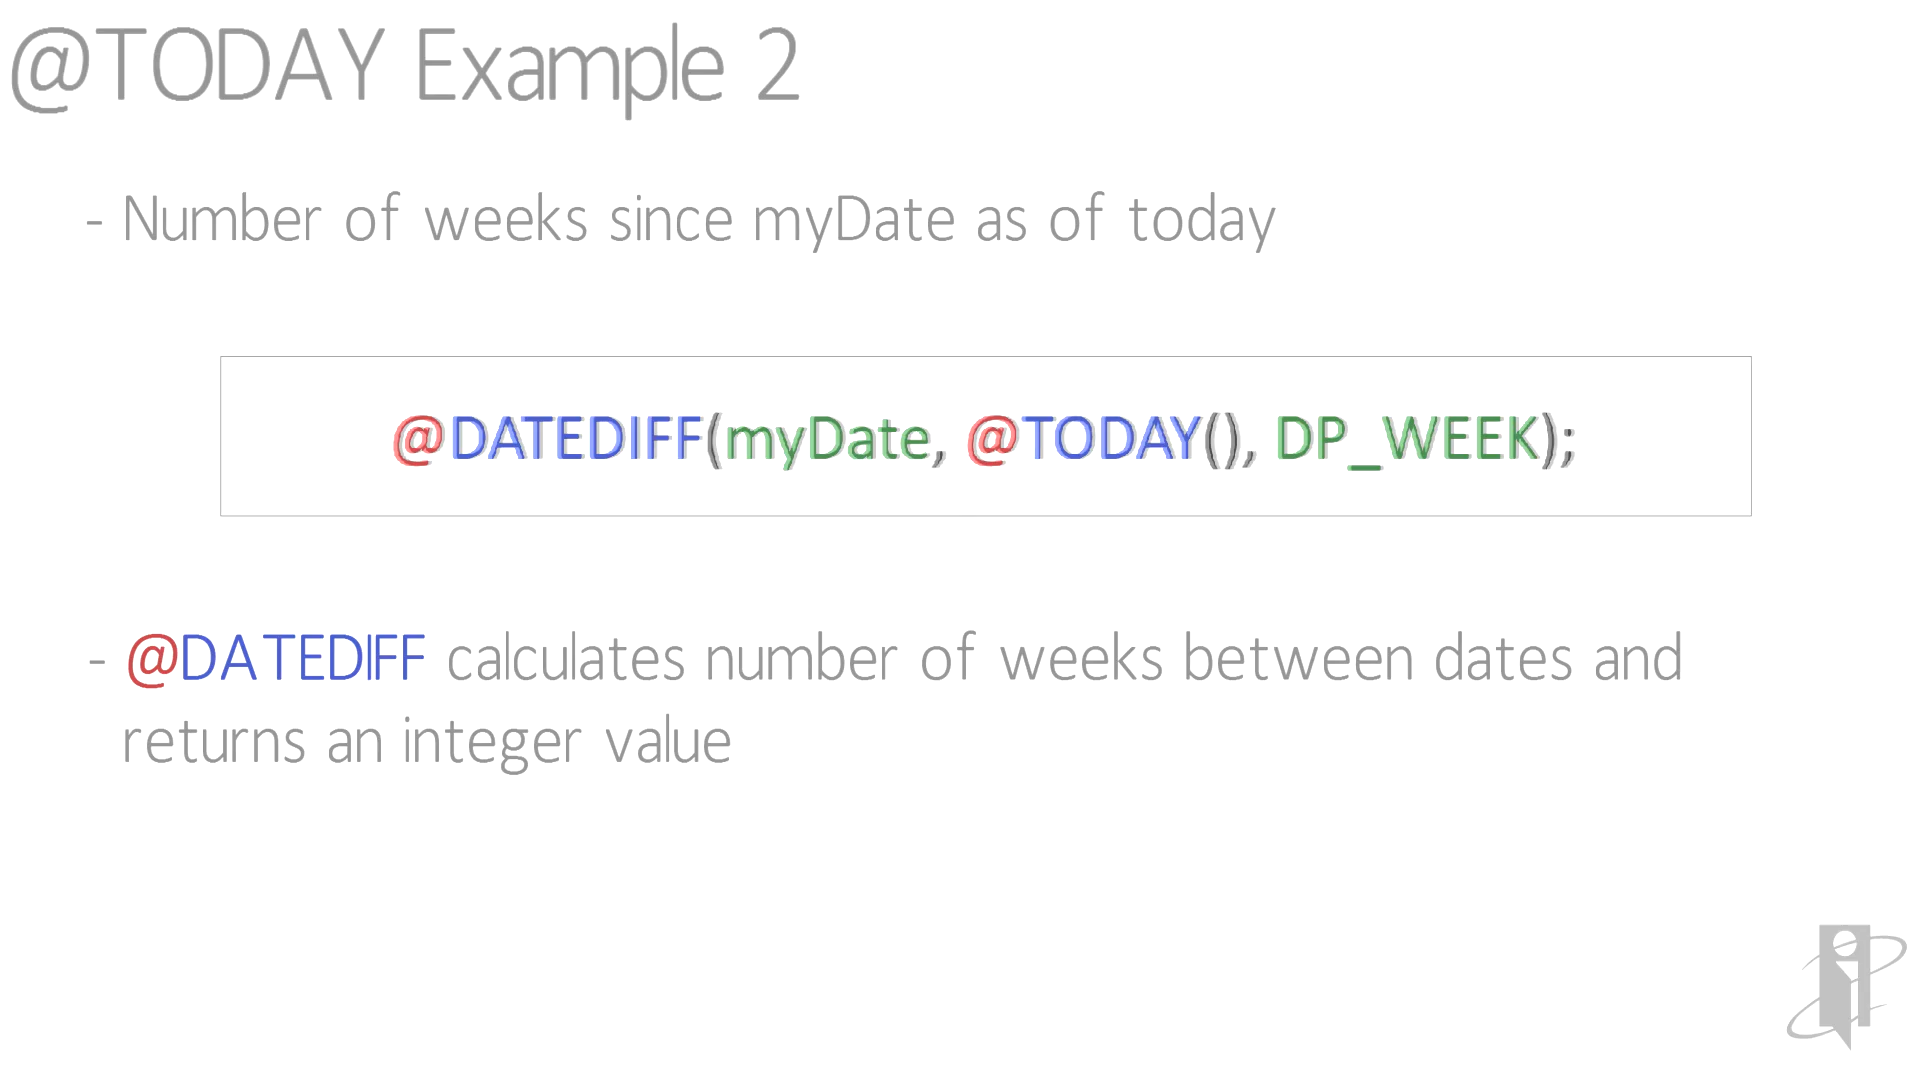 @TODAY Example 2
- Number of weeks since myDate as of today
@DATEDIFF(myDate, @TODAY(), DP_WEEK);
- @DATEDIFF calculates number of weeks between dates and
returns an integer value